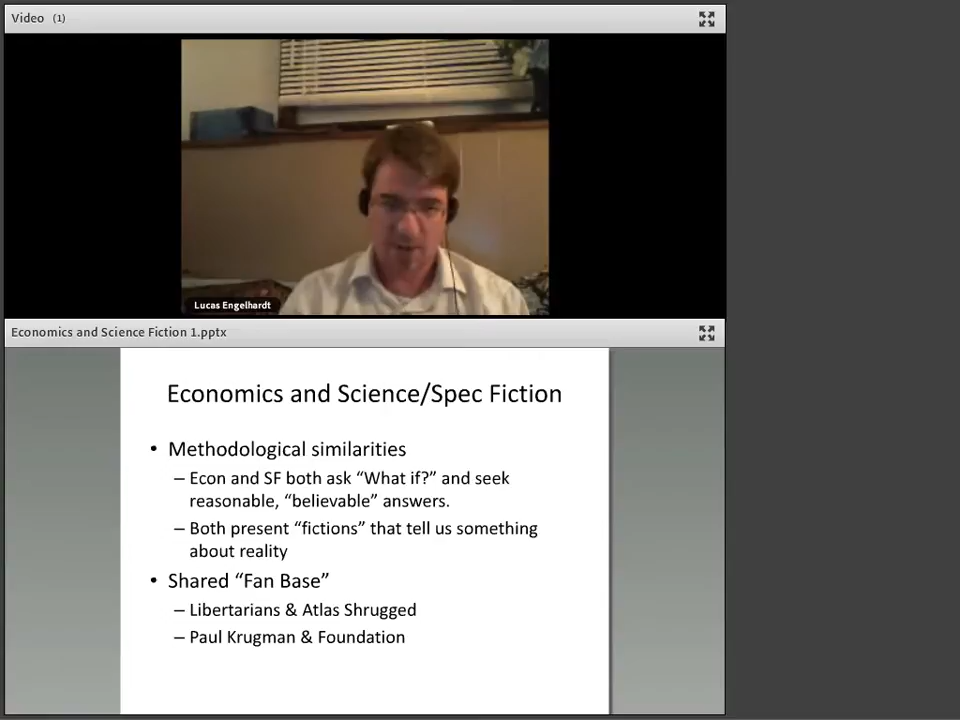 Video (1)
Lucas Engelhardt
Economics and Science Fiction 1.pptx
Economics and Science/Spec Fiction
• Methodological similarities
– Econ and SF both ask “What if?” and seek
reasonable, “believable” answers.
– Both present “fictions” that tell us something
about reality
• Shared “Fan Base”
– Libertarians & Atlas Shrugged
– Paul Krugman & Foundation